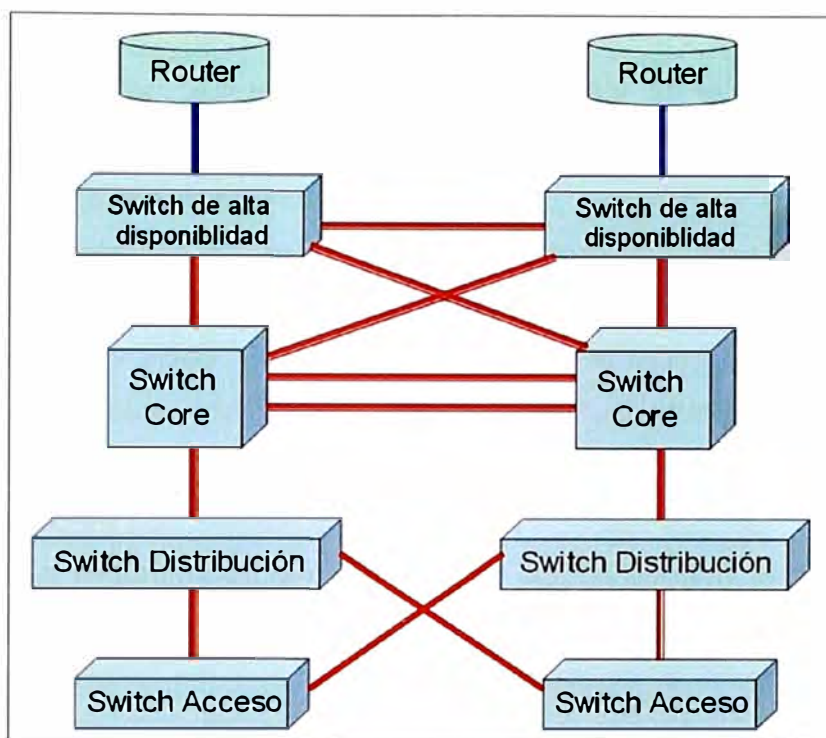 Router
Router
Switch de alta
disponiblidad
Switch de alta
disponiblidad
Switch
Core
Switch
Core
Switch Distribución
Switch Distribución
Switch Acceso
Switch Acceso